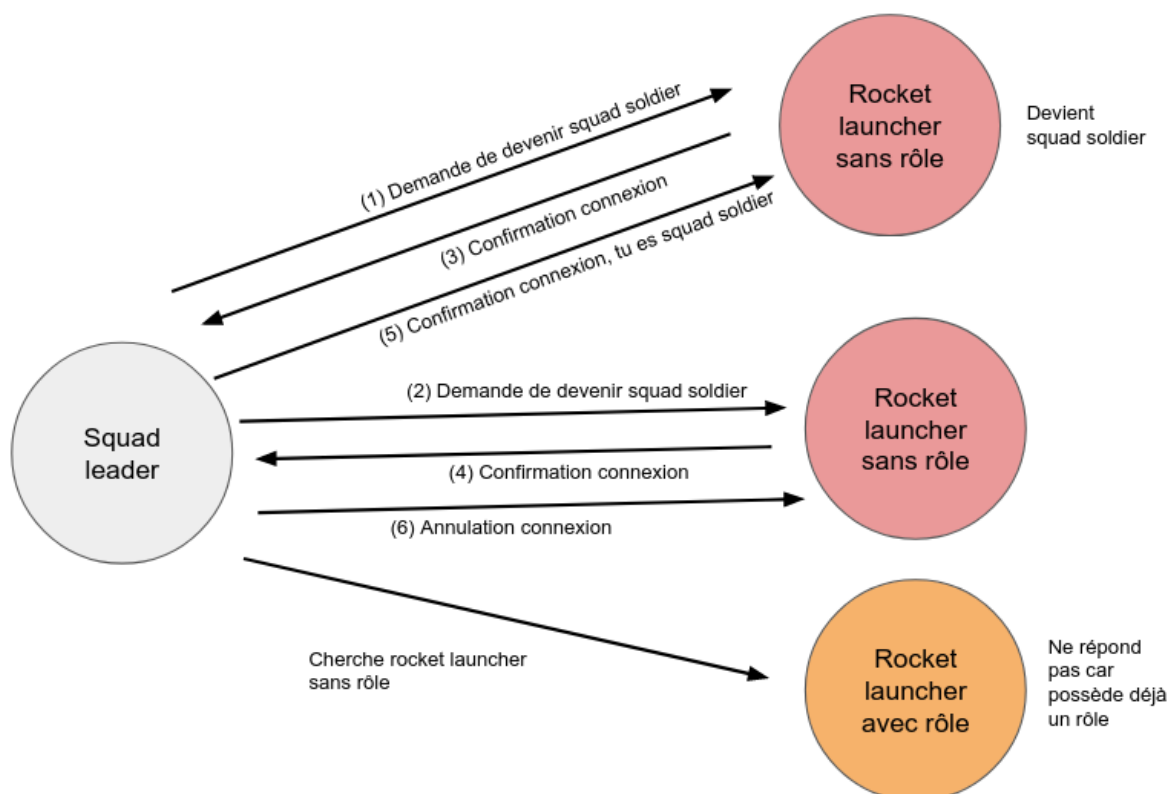 Rocket
launcher
sans rôle
Devient
squad soldier
(1) Demande de devenir squad soldier
(3) Confirmation connexion
(5) Confirmation connexion, tu es squad soldier
Squad
leader
(2) Demande de devenir squad soldier
(4) Confirmation connexion
(6) Annulation connexion
Rocket
launcher
sans rôle
Cherche rocket launcher
sans rôle
Rocket
launcher
avec rôle
Ne répond
pas car
possède déjà
un rôle